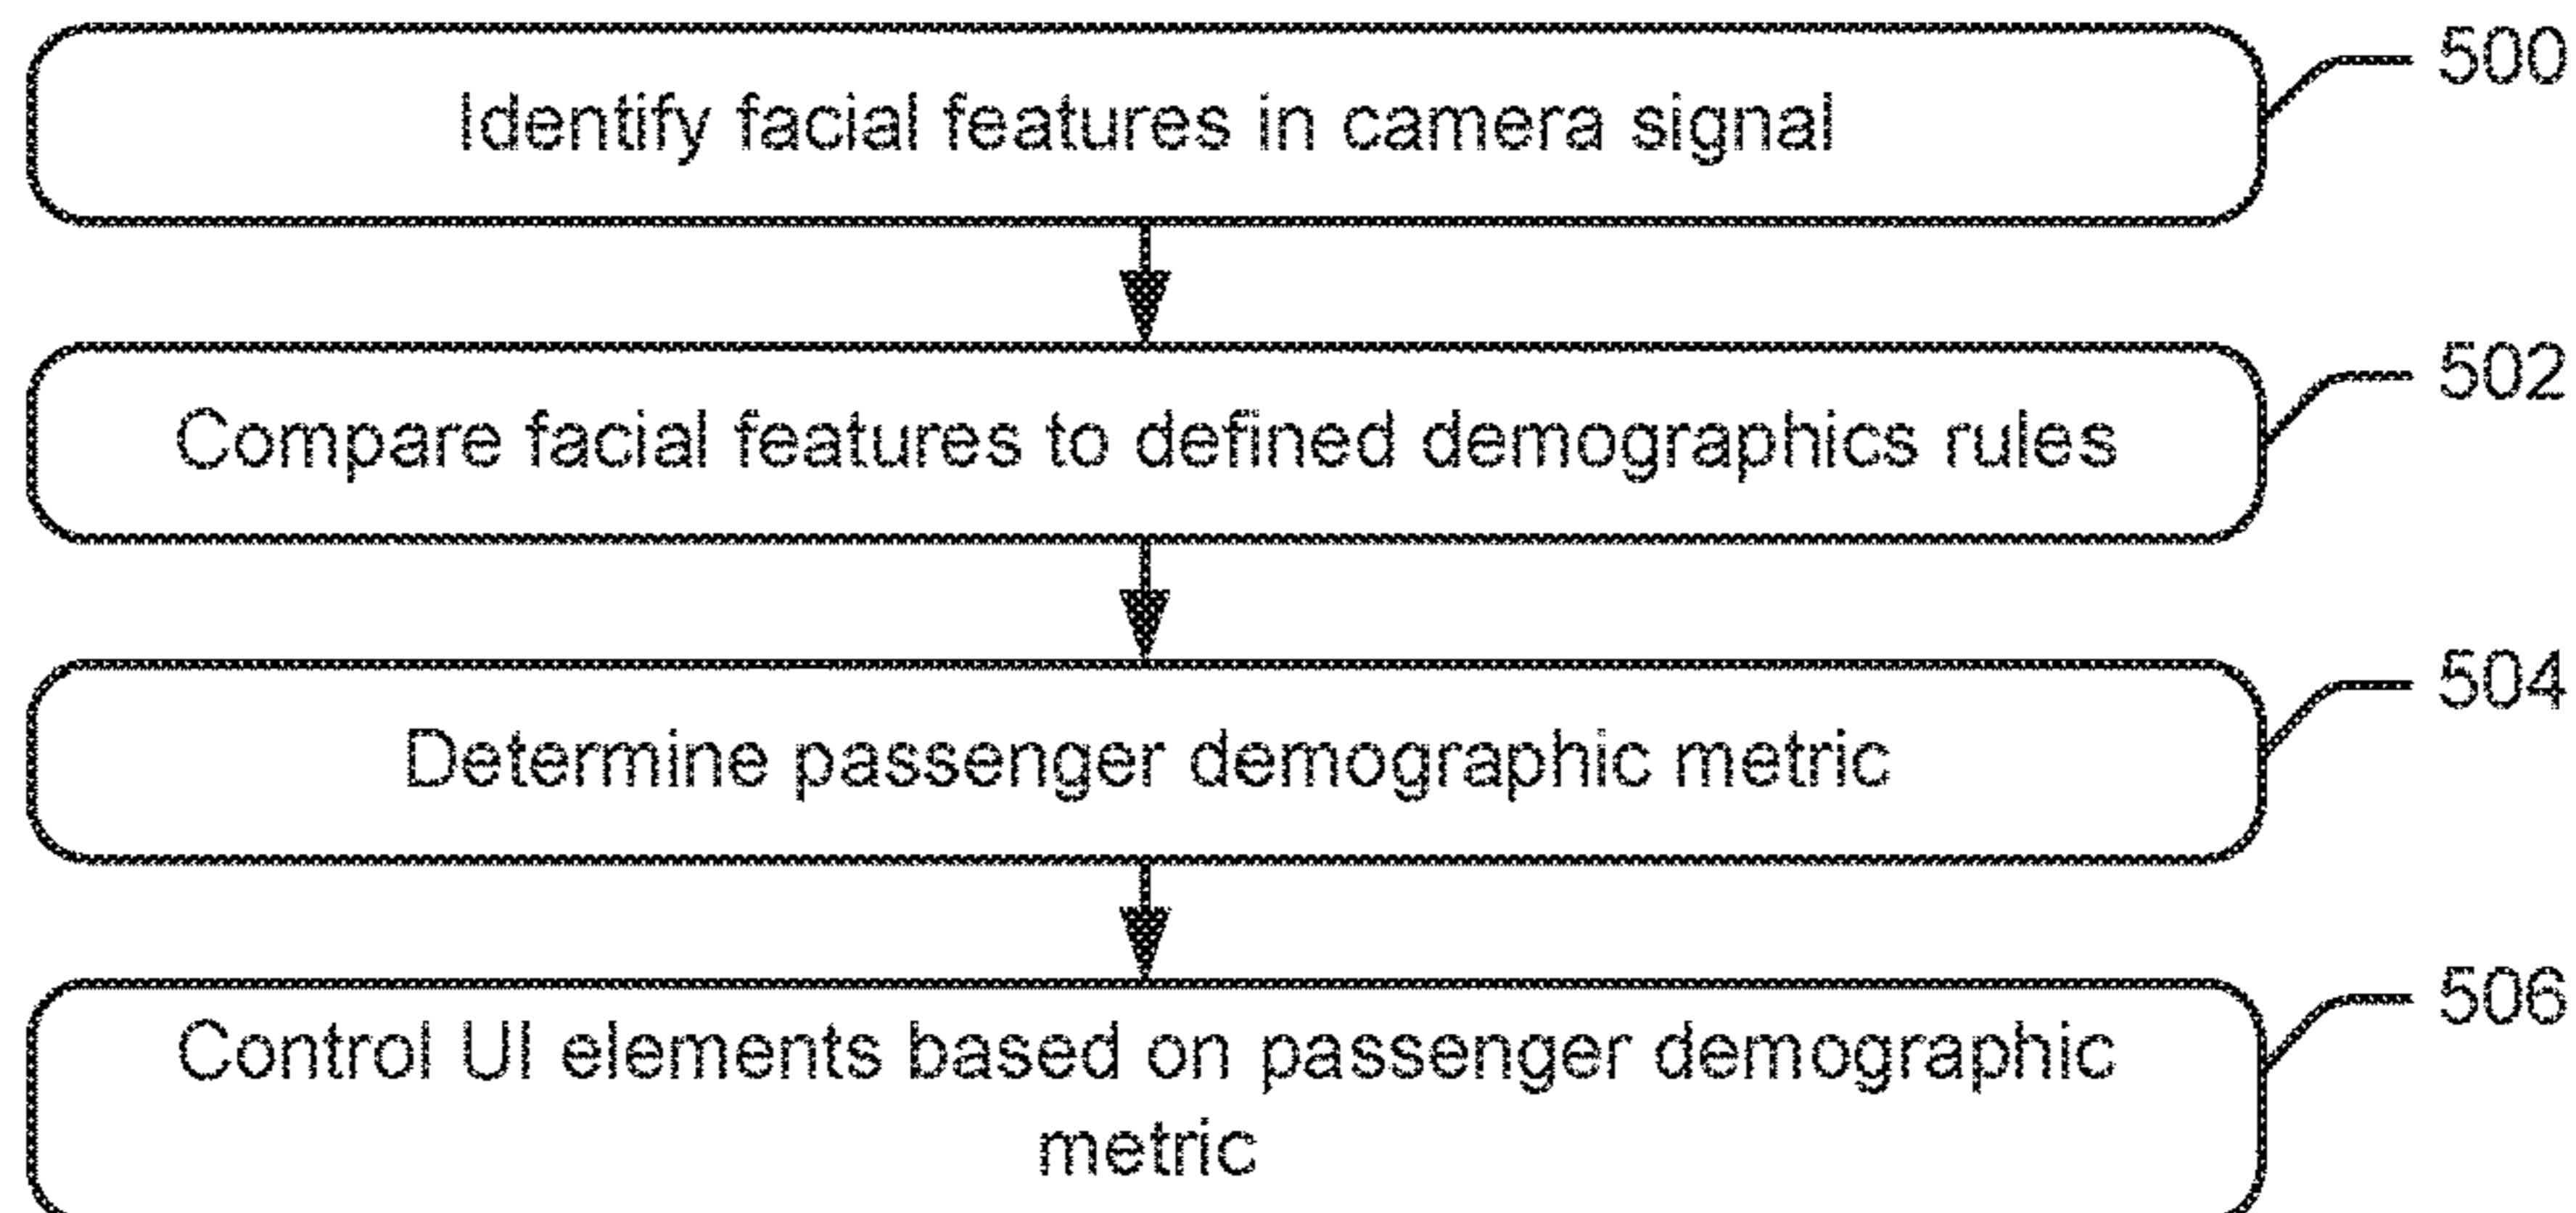 Identify facial features in camera signal
500
Compare facial features to defined demographics rules
502
Determine passenger demographic metric
504
Control UI elements based on passenger demographic
metric
506